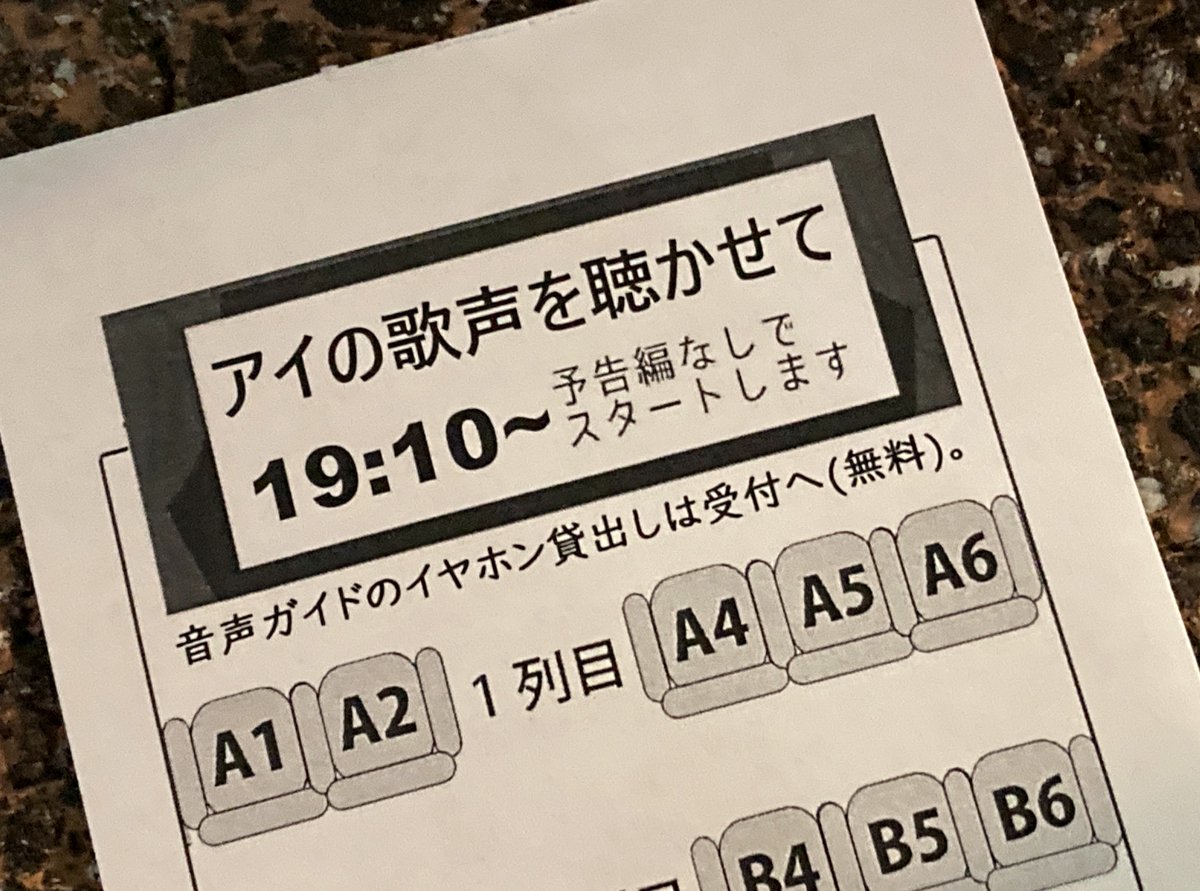 アイの歌声を聴かせて
19:10~
予告編なしで
スタートします
音声ガイドのイヤホン貸出しは受付へ(無料)。
A1 A2 1列目 A4 A5 A6
目 B4 B5 B6